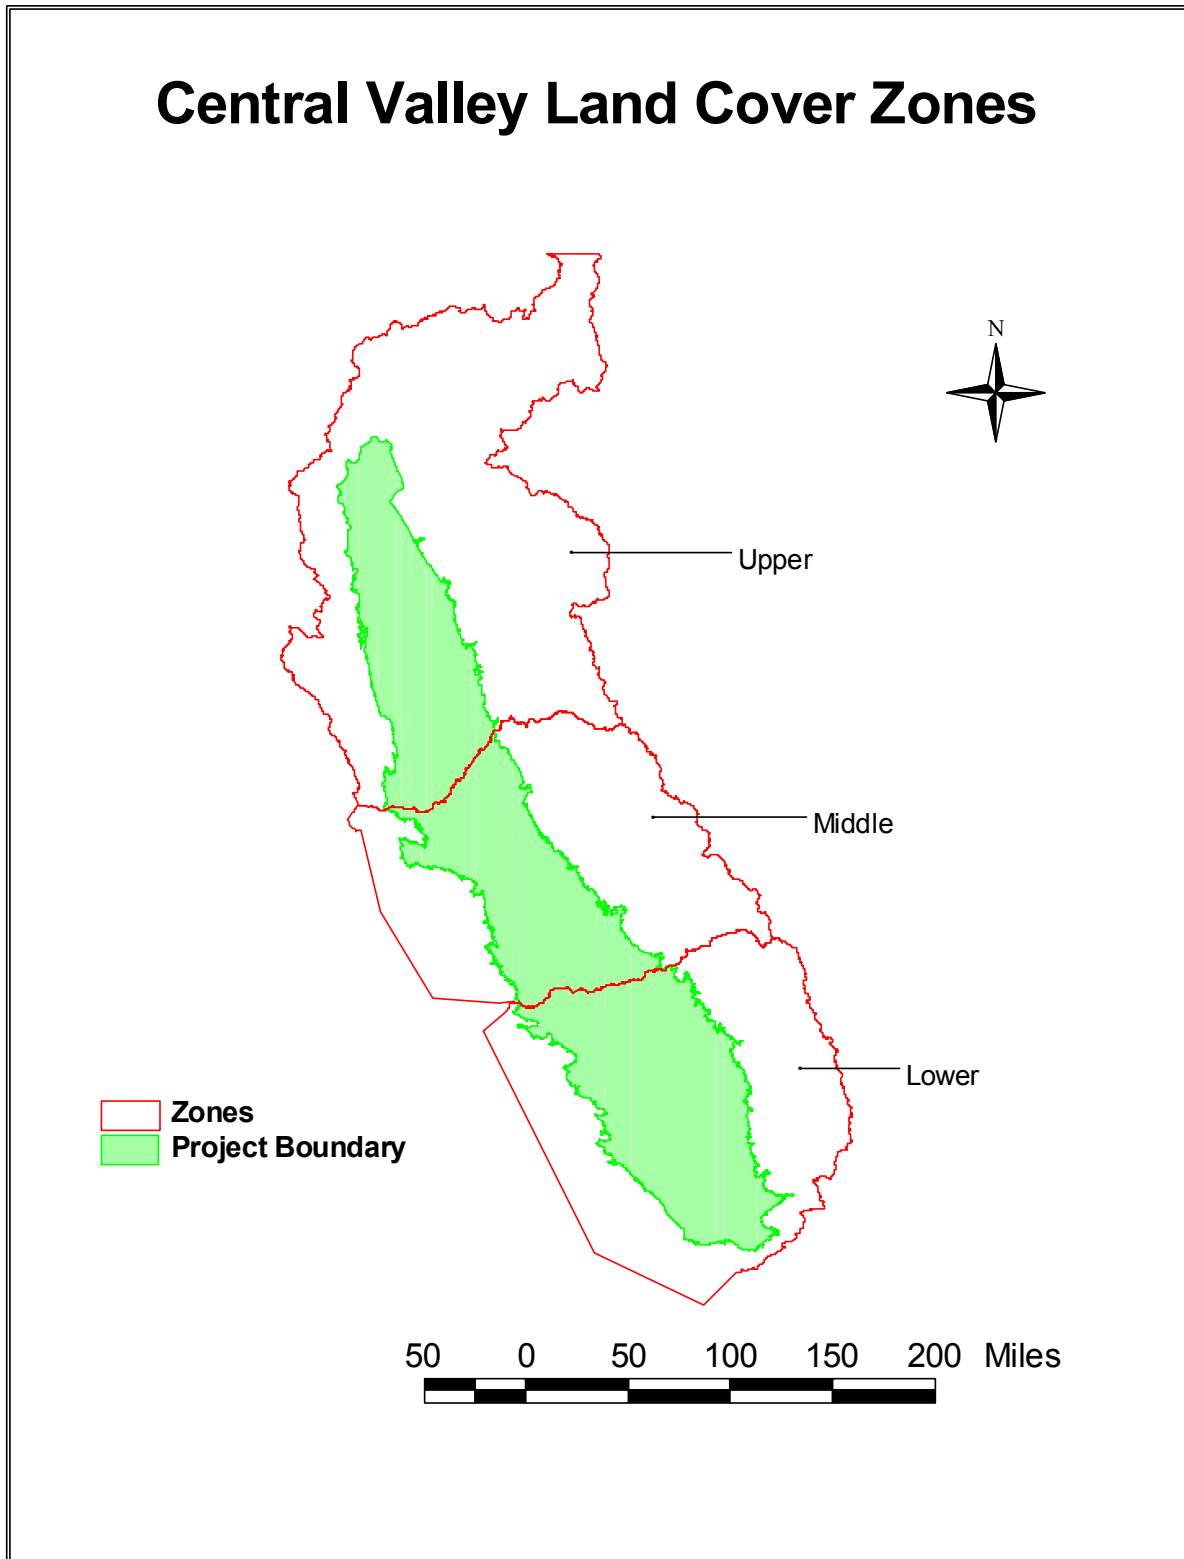 Central Valley Land Cover Zones
N
Upper
Middle
Lower
Zones
Project Boundary
50 0 50 100 150 200 Miles